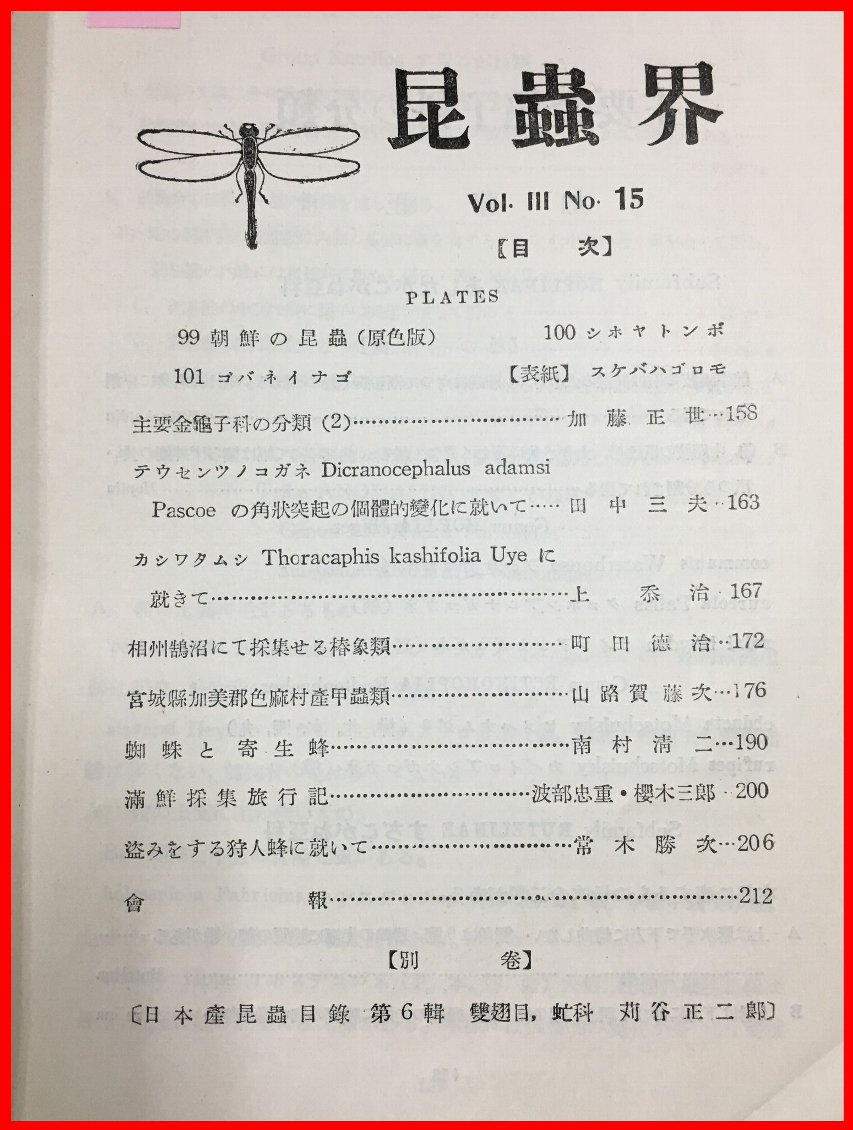 昆蟲界
Vol. III No. 15
【目 次】
PLATES
99 朝鮮の昆蟲（原色版） 100 シホヤトンボ
101 ゴバネイナゴ 【表紙】 スケバハゴロモ
主要金龜子科の分類 (2)…………………………加藤正世…158
テウセンツノコガネ Dicranocephalus adamsi
Pascoe の角狀突起の個體的變化に就いて……田中三夫…163
カシワタムシ Thoracaphis kashifolia Uye に
就きて………………………………………上 泰 治…167
相州鵠沼にて採集せる椿象類……………………町田德治…172
宮城縣加美郡色麻村產甲蟲類……………………山路賀藤次…176
蜘蛛と寄生蜂……………………………南村淸二…190
滿鮮採集旅行記………………………波部忠重・櫻木三郎…200
盜みをする狩人蜂に就いて………………………常木勝次…206
會 報…………………………………………………212
【別 卷】
〔日本產昆蟲目錄 第6輯 雙翅目，虻科 苅谷正二郞〕